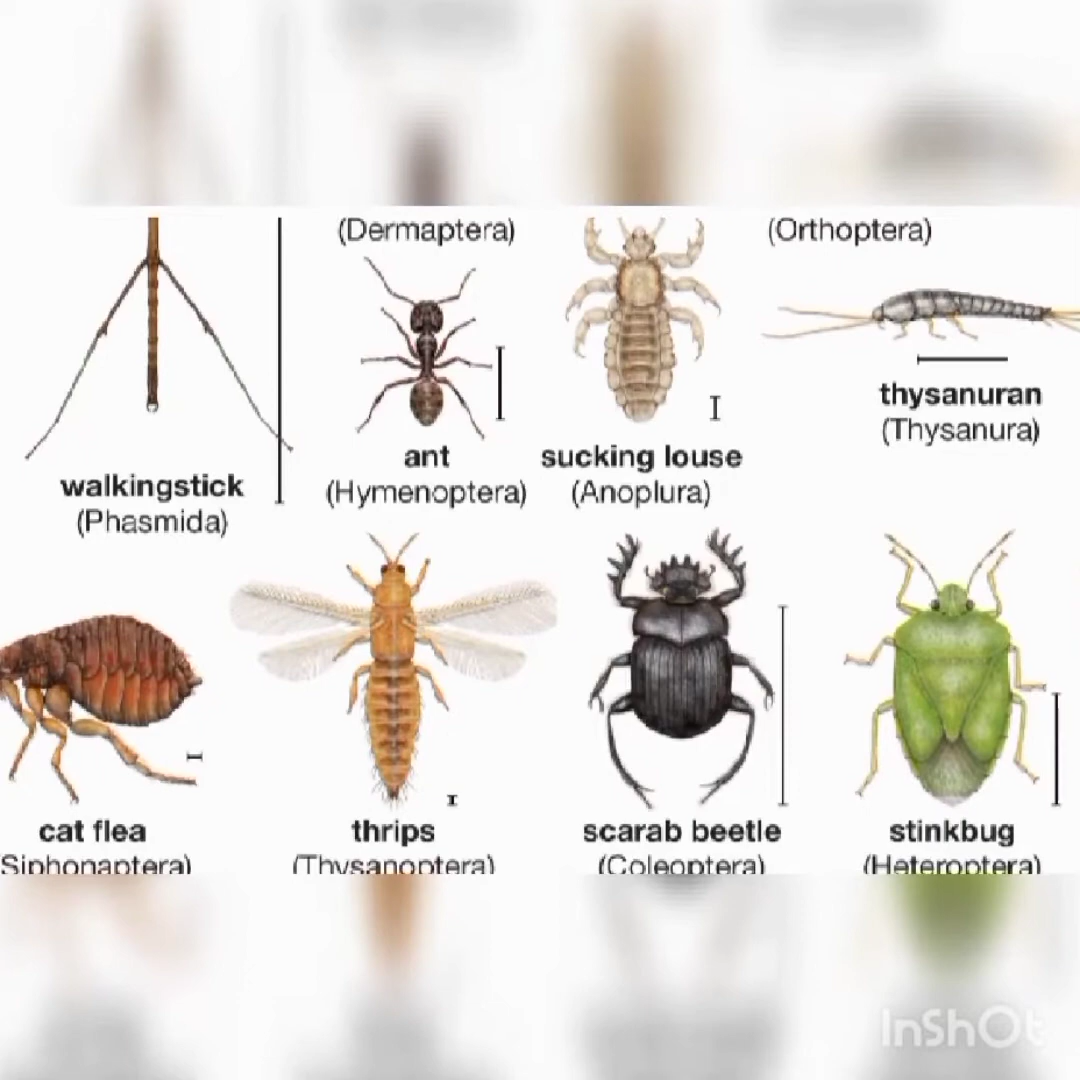 (Dermaptera)
(Orthoptera)
thysanuran
(Thysanura)
ant
(Hymenoptera)
sucking louse
(Anoplura)
walkingstick
(Phasmida)
cat flea
Siphonaptera)
thrips
(Thysanoptera)
scarab beetle
(Coleoptera)
stinkbug
(Heteroptera)
InShOt